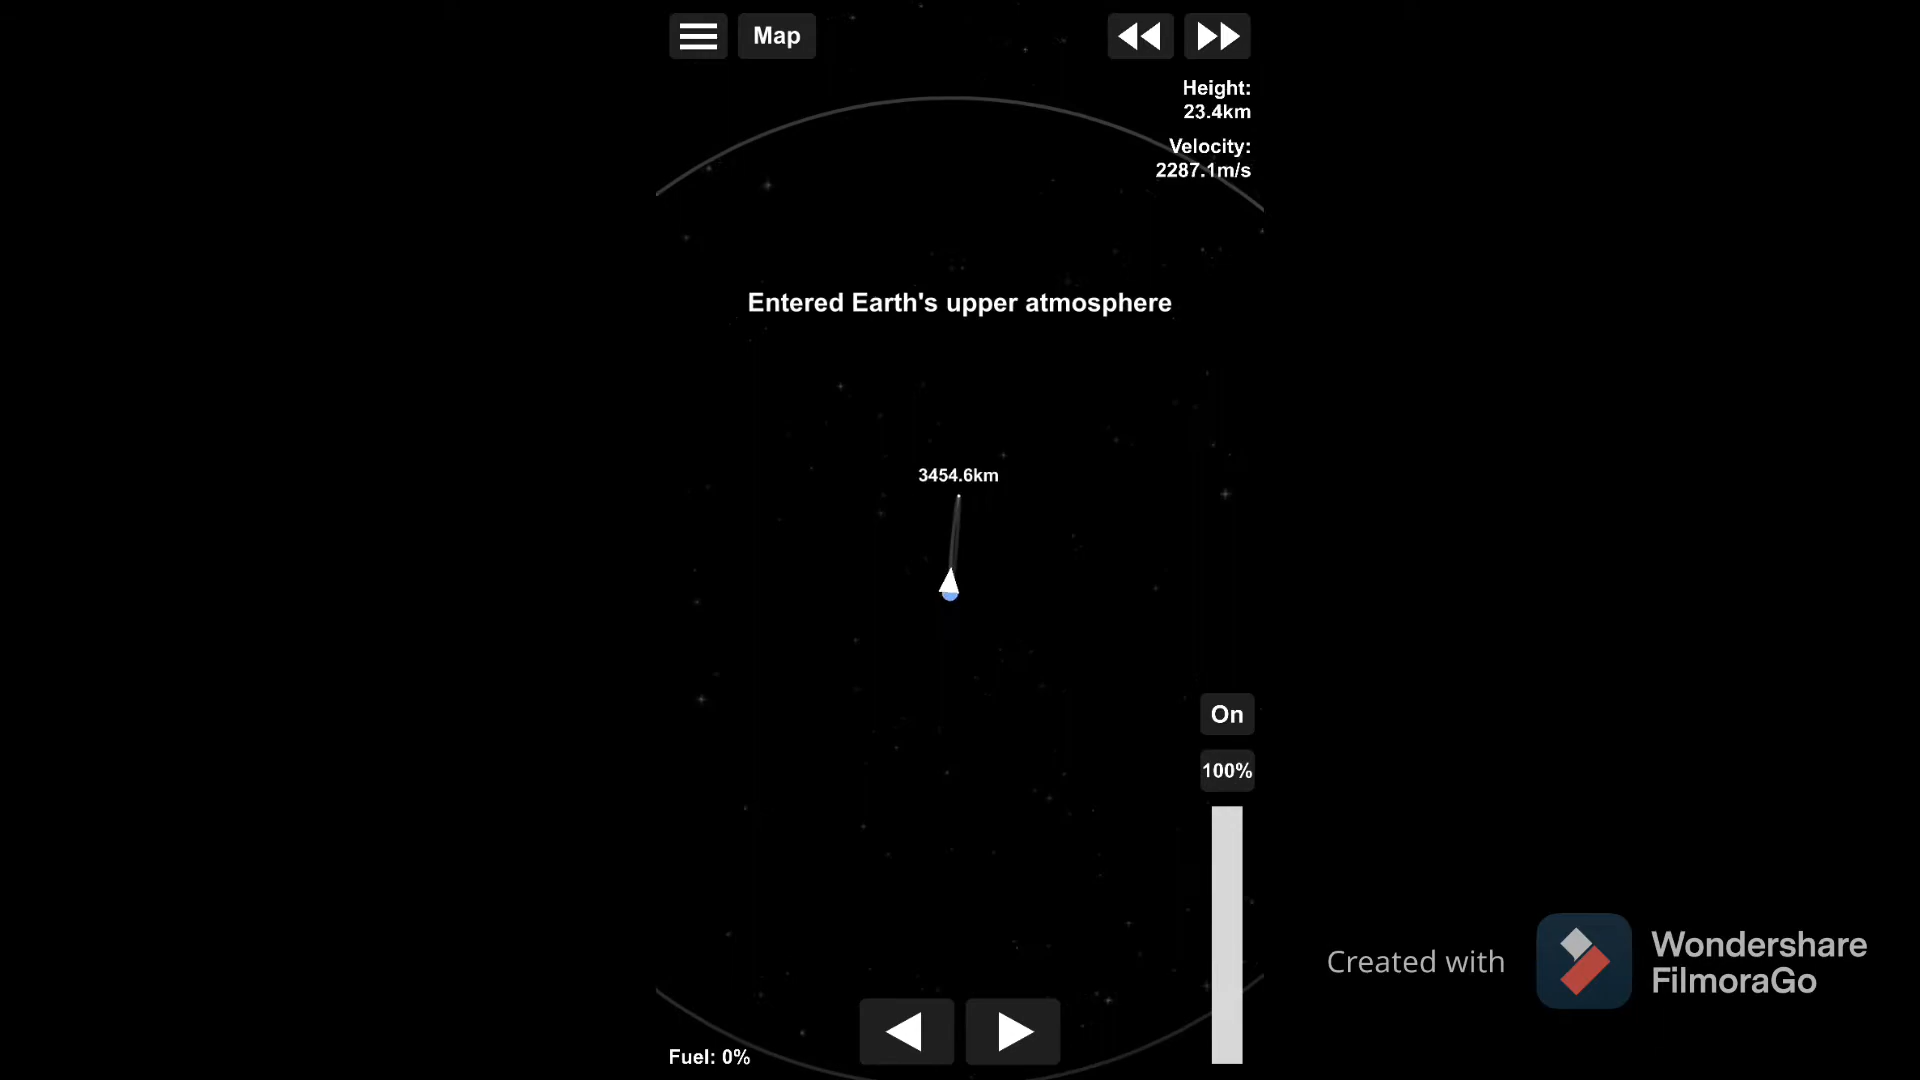 Map
Height:
23.4km
Velocity:
2287.1m/s
Entered Earth's upper atmosphere
3454.6km
On
100%
Fuel: 0%
Created with
Wondershare
FilmoraGo